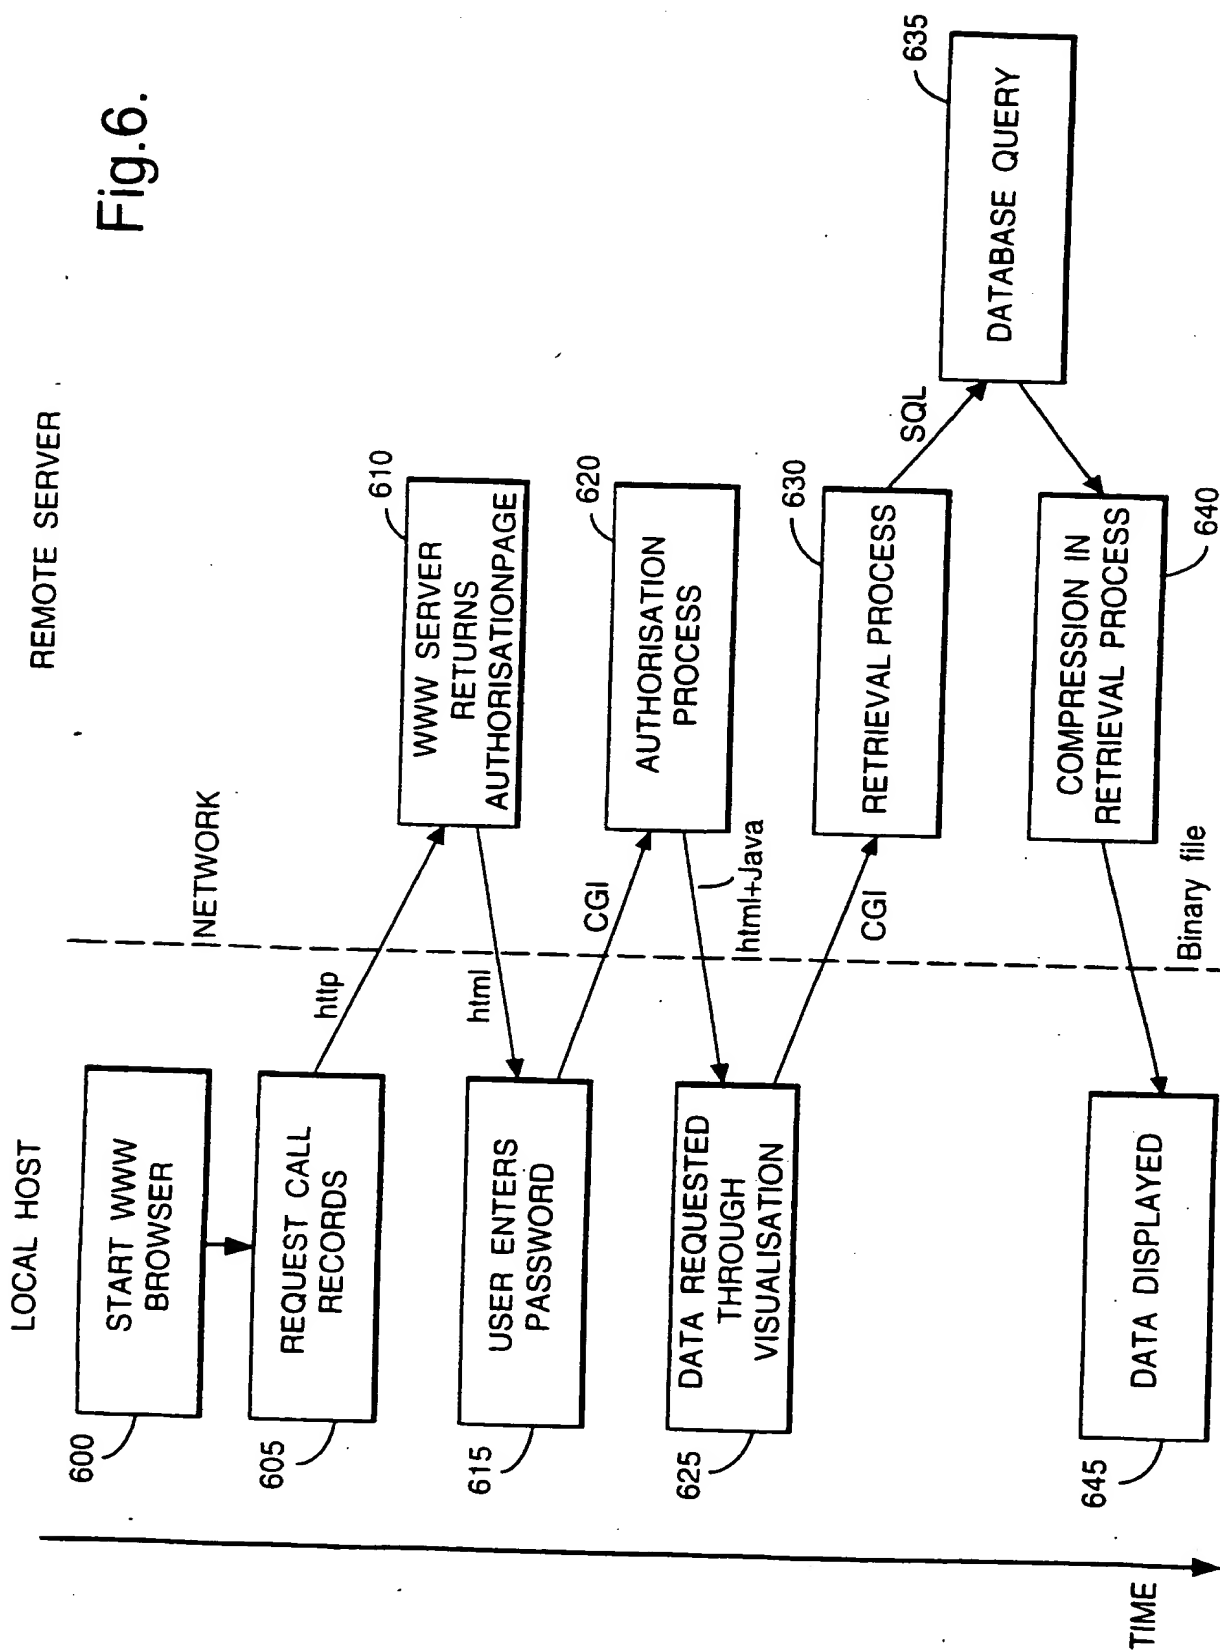 Fig.6.
LOCAL HOST
REMOTE SERVER
NETWORK
600
START WWW
BROWSER
605
REQUEST CALL
RECORDS
http
610
WWW SERVER
RETURNS
AUTHORISATIONPAGE
html
615
USER ENTERS
PASSWORD
CGI
620
AUTHORISATION
PROCESS
html+Java
625
DATA REQUESTED
THROUGH
VISUALISATION
CGI
630
RETRIEVAL PROCESS
SQL
635
DATABASE QUERY
640
COMPRESSION IN
RETRIEVAL PROCESS
Binary file
645
DATA DISPLAYED
TIME